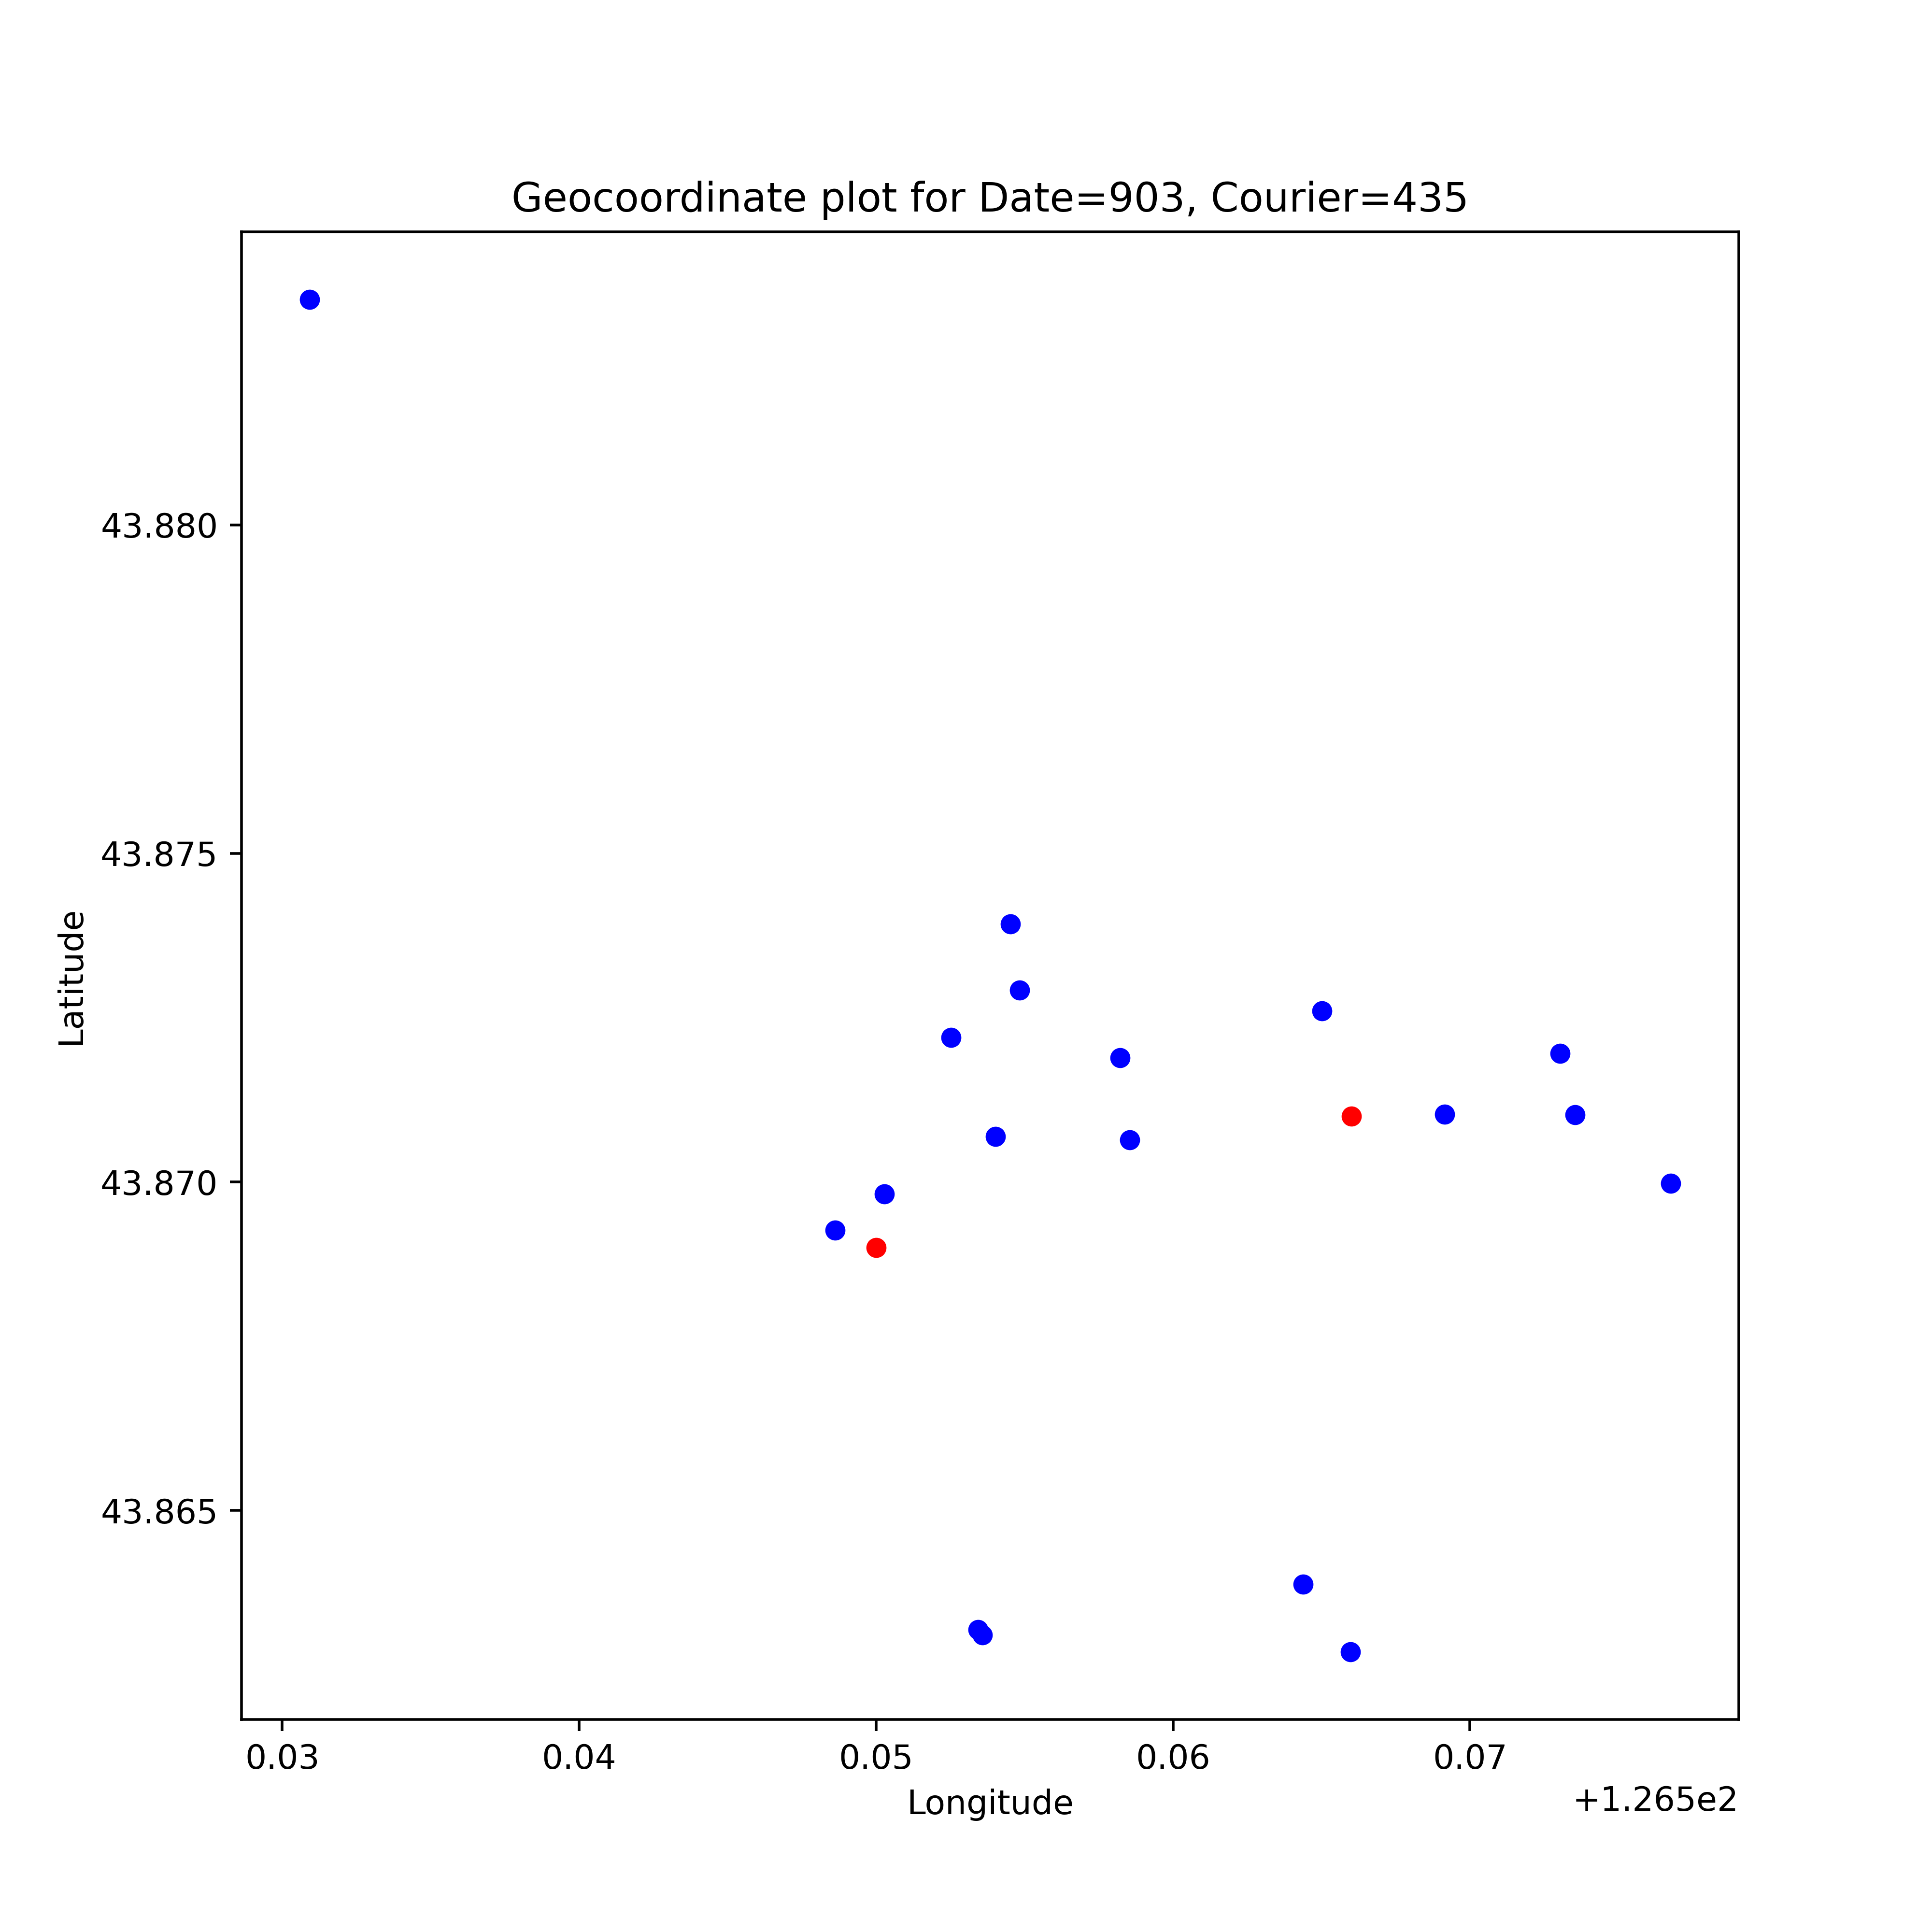 Geocoordinate plot for Date=903, Courier=435
43.880
43.875
43.870
43.865
Latitude
0.03 0.04 0.05 0.06 0.07
Longitude
+1.265e2